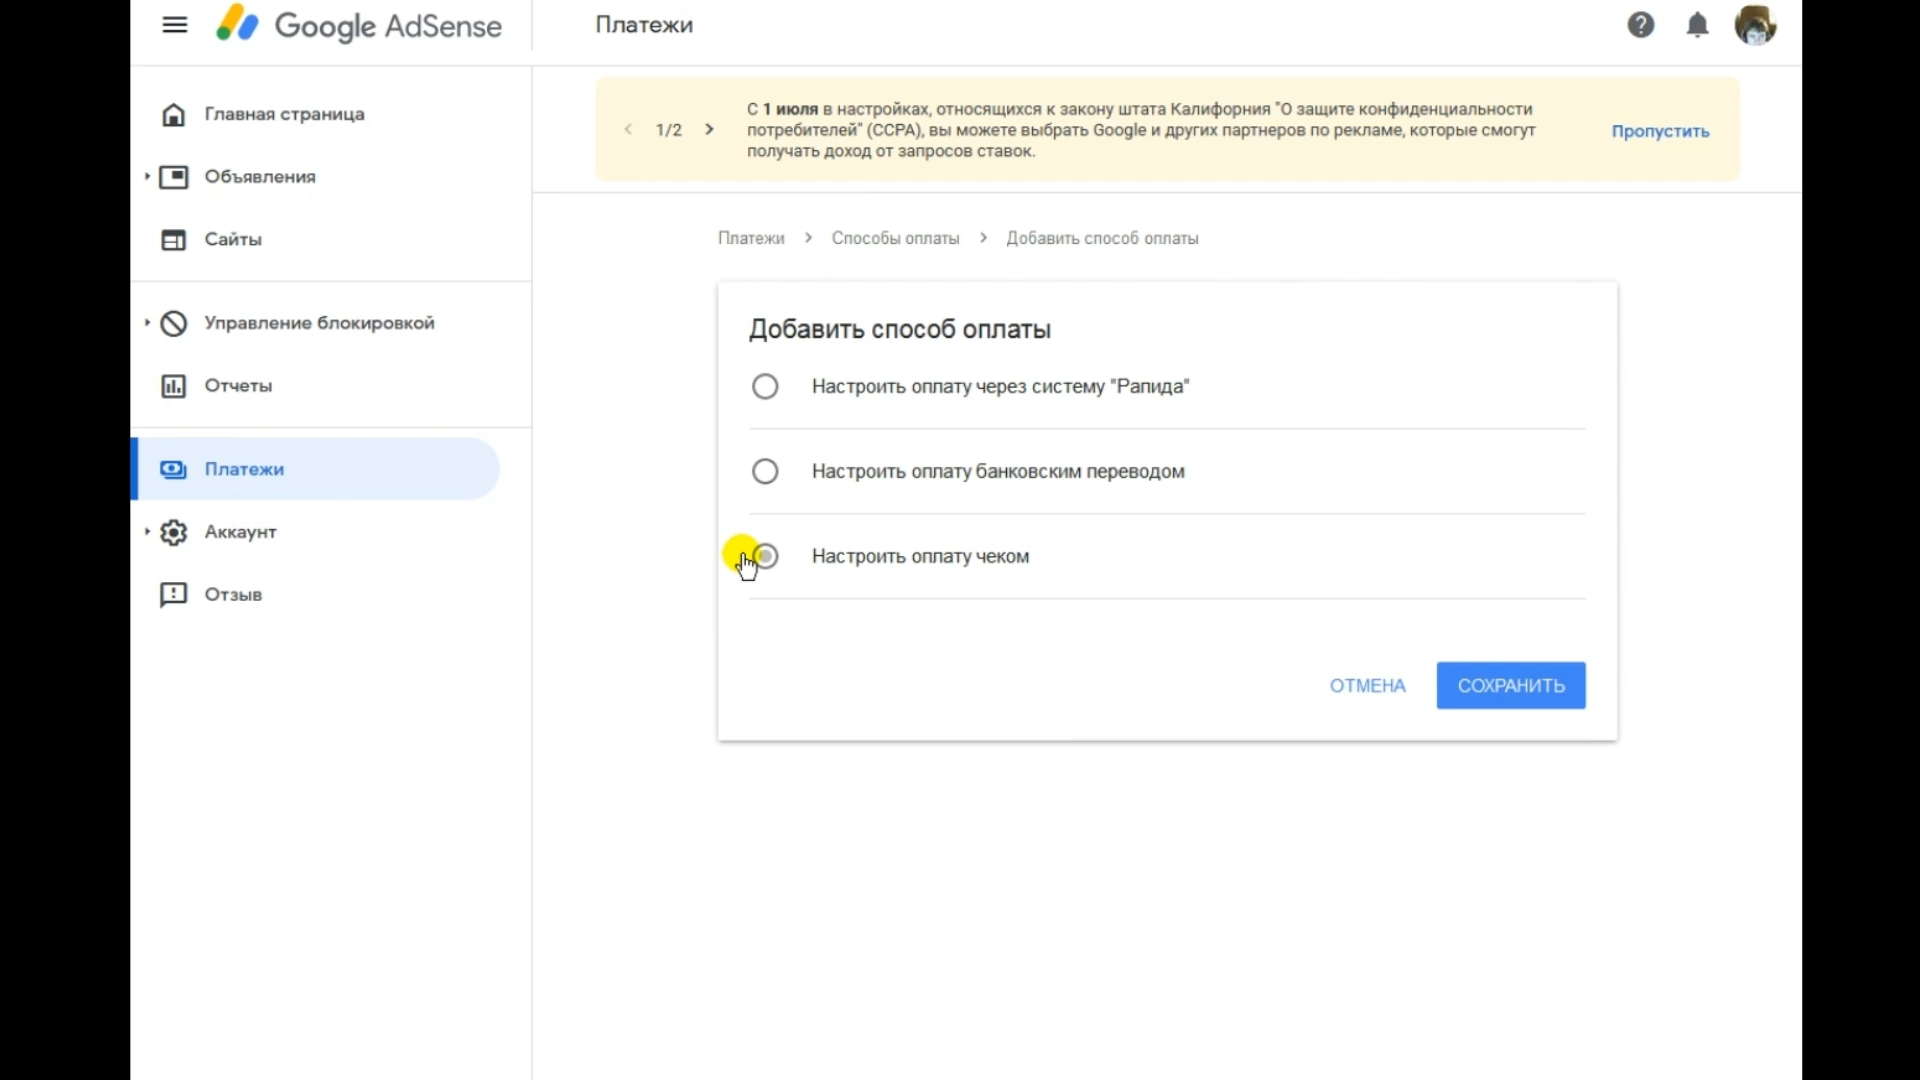 Google AdSense
Платежи
Главная страница
Объявления
Сайты
Управление блокировкой
Отчеты
Платежи
Аккаунт
Отзыв
1/2
С 1 июля в настройках, относящихся к закону штата Калифорния "О защите конфиденциальности
потребителей" (CCPA), вы можете выбрать Google и других партнеров по рекламе, которые смогут
получать доход от запросов ставок.
Пропустить
Платежи > Способы оплаты > Добавить способ оплаты
Добавить способ оплаты
Настроить оплату через систему "Рапида"
Настроить оплату банковским переводом
Настроить оплату чеком
ОТМЕНА
СОХРАНИТЬ